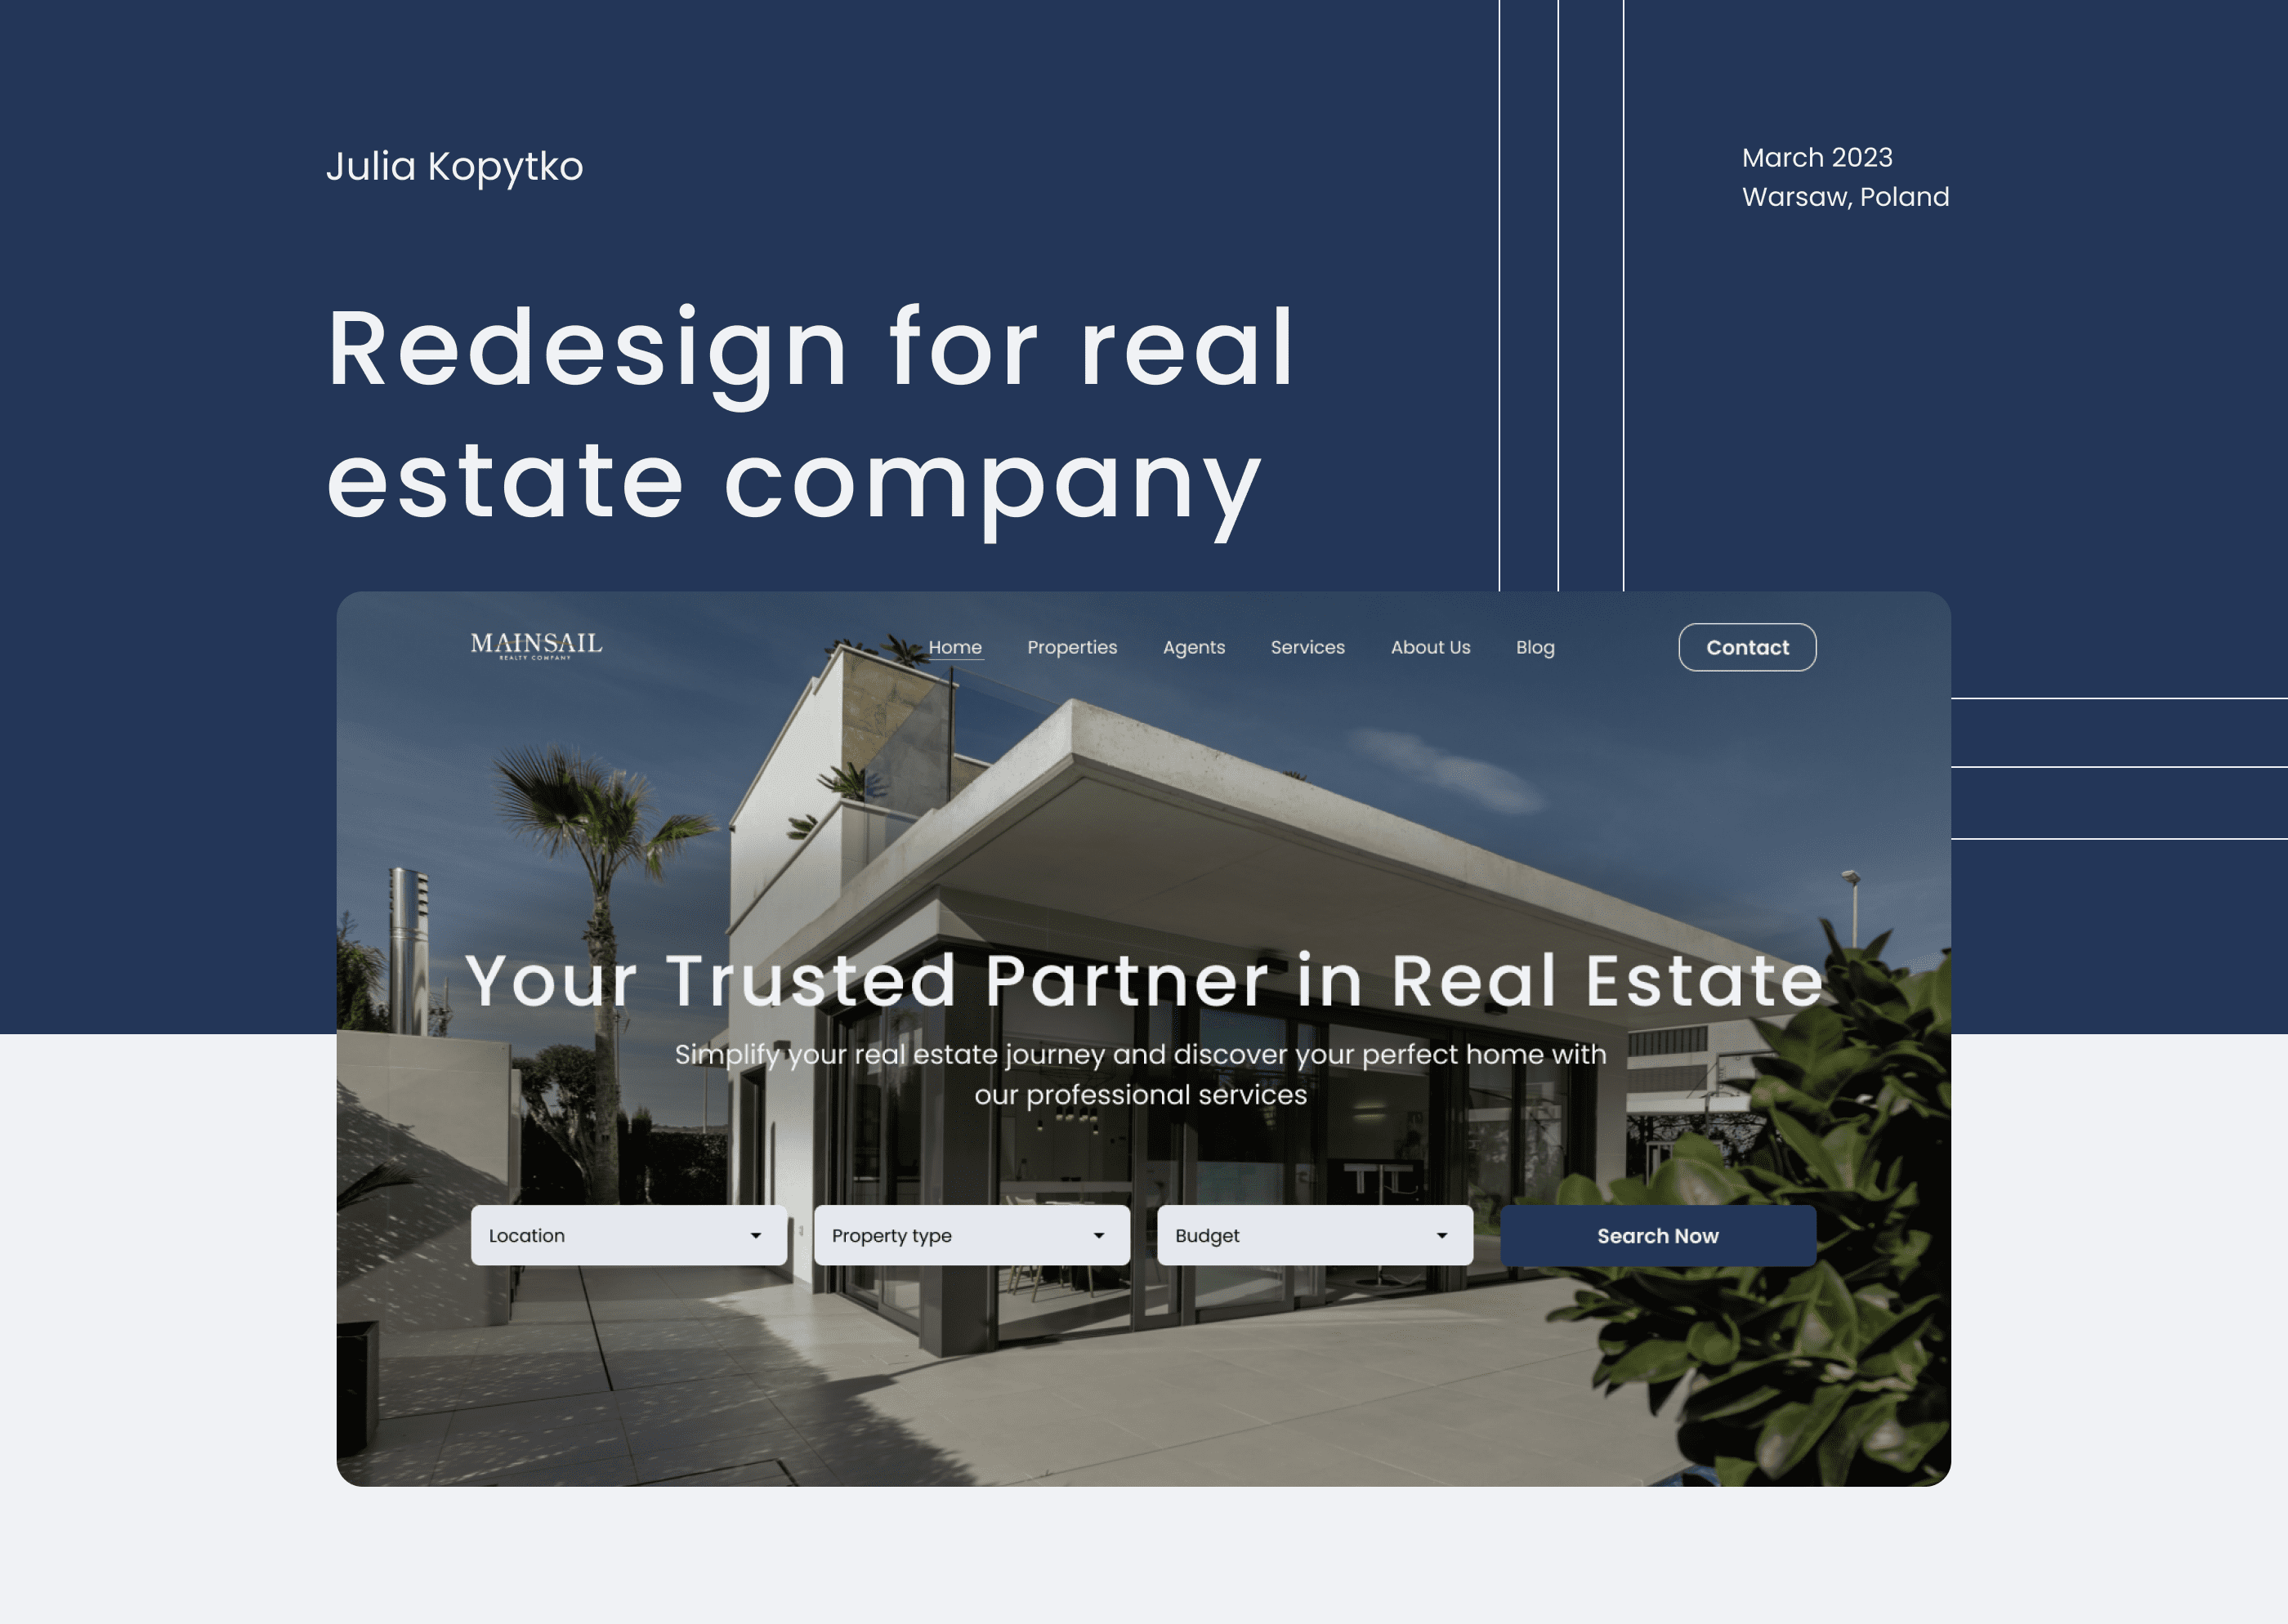 Julia Kopytko
March 2023
Warsaw, Poland
Redesign for real
estate company
MAINSAIL
REALTY COMPANY
Home
Properties
Agents
Services
About Us
Blog
Contact
Your Trusted Partner in Real Estate
Simplify your real estate journey and discover your perfect home with
our professional services
Location
Property type
Budget
Search Now